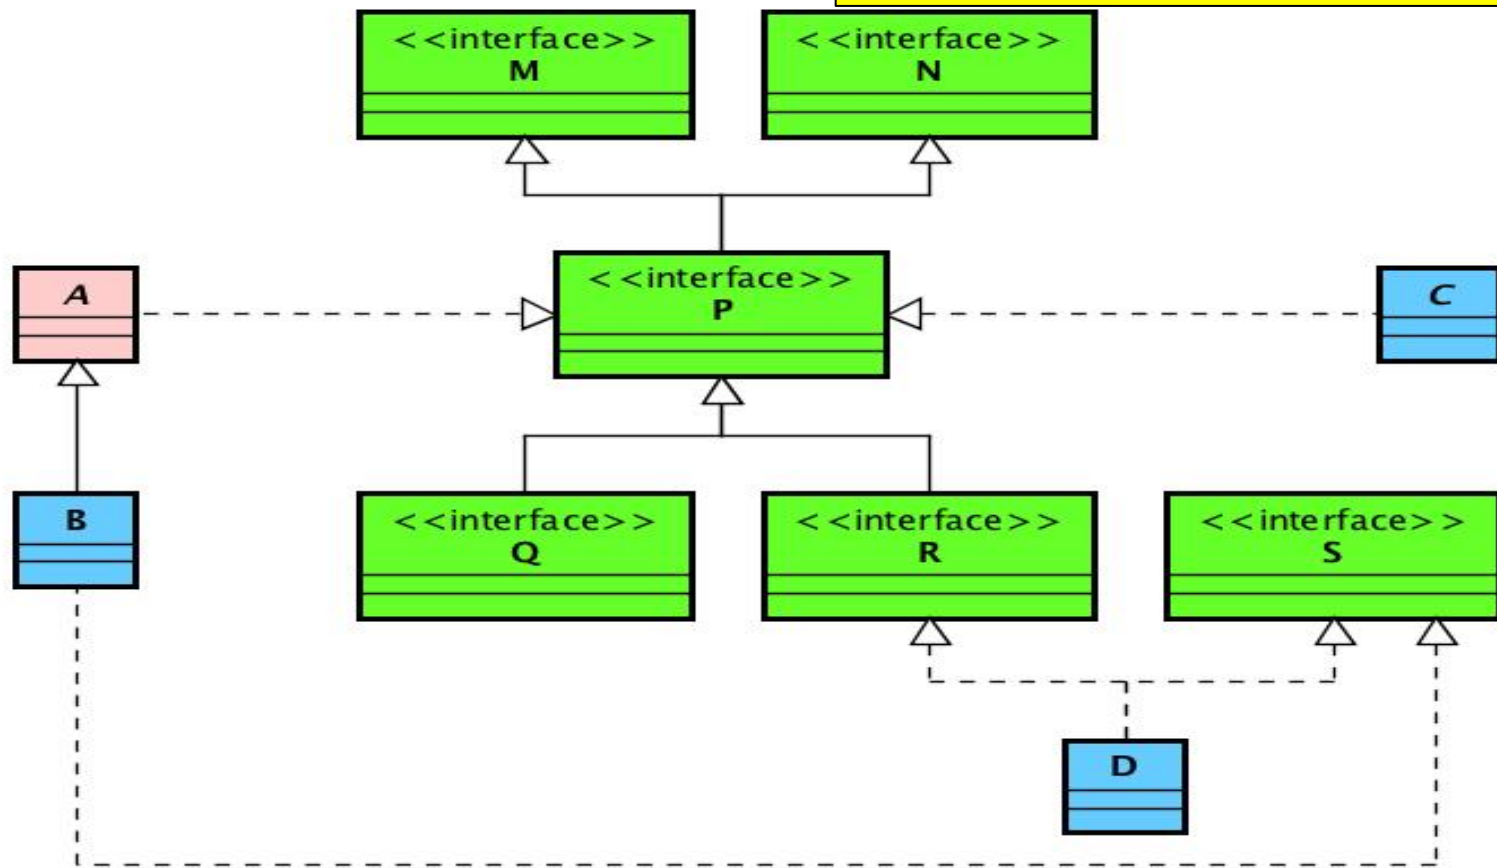 <<interface>>
M
<<interface>>
N
A
<<interface>>
P
C
B
<<interface>>
Q
<<interface>>
R
<<interface>>
S
D